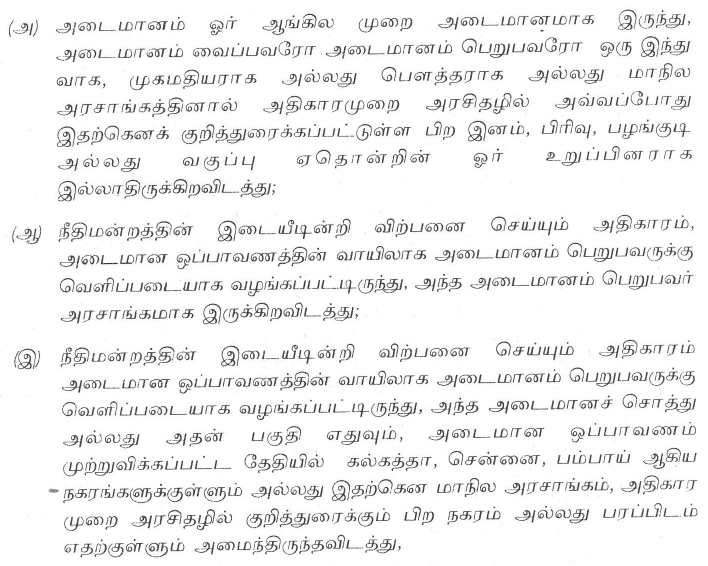 (அ) அடைமானம் ஓர் ஆங்கில முறை அடைமானமாக இருந்து,
அடைமானம் வைப்பவரோ அடைமானம் பெறுபவரோ ஒரு இந்து
வாக, முகமதியராக அல்லது பௌத்தராக அல்லது மாநில
அரசாங்கத்தினால் அதிகாரமுறை அரசிதழில் அவ்வப்போது
இதற்கெனக் குறித்துரைக்கப்பட்டுள்ள பிற இனம், பிரிவு, பழங்குடி
அல்லது வகுப்பு ஏதொன்றின் ஓர் உறுப்பினராக
இல்லாதிருக்கிறவிடத்து;
(ஆ) நீதிமன்றத்தின் இடையீடின்றி விற்பனை செய்யும் அதிகாரம்,
அடைமான ஒப்பாவணத்தின் வாயிலாக அடைமானம் பெறுபவருக்கு
வெளிப்படையாக வழங்கப்பட்டிருந்து, அந்த அடைமானம் பெறுபவர்
அரசாங்கமாக இருக்கிறவிடத்து;
(இ) நீதிமன்றத்தின் இடையீடின்றி விற்பனை செய்யும் அதிகாரம்
அடைமான ஒப்பாவணத்தின் வாயிலாக அடைமானம் பெறுபவருக்கு
வெளிப்படையாக வழங்கப்பட்டிருந்து, அந்த அடைமானச் சொத்து
அல்லது அதன் பகுதி எதுவும், அடைமான ஒப்பாவணம்
முற்றுவிக்கப்பட்ட தேதியில் கல்கத்தா, சென்னை, பம்பாய் ஆகிய
நகரங்களுக்குள்ளும் அல்லது இதற்கென மாநில அரசாங்கம், அதிகார
முறை அரசிதழில் குறித்துரைக்கும் பிற நகரம் அல்லது பரப்பிடம்
எதற்குள்ளும் அமைந்திருந்தவிடத்து,